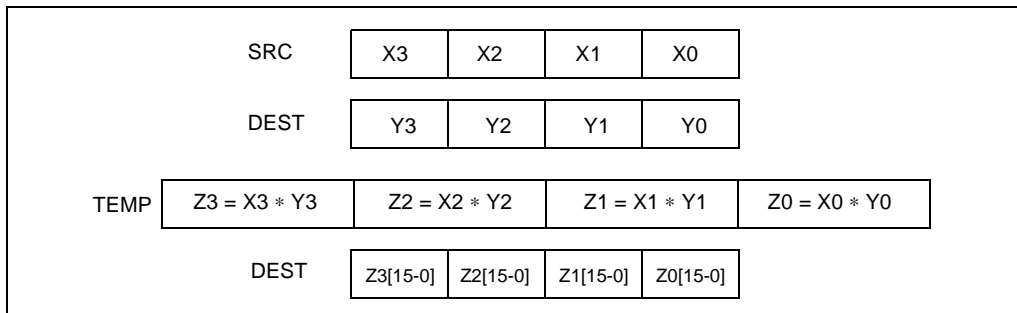 SRC X3 X2 X1 X0
DEST Y3 Y2 Y1 Y0
TEMP Z3 = X3 ∗ Y3 Z2 = X2 ∗ Y2 Z1 = X1 ∗ Y1 Z0 = X0 ∗ Y0
DEST Z3[15-0] Z2[15-0] Z1[15-0] Z0[15-0]